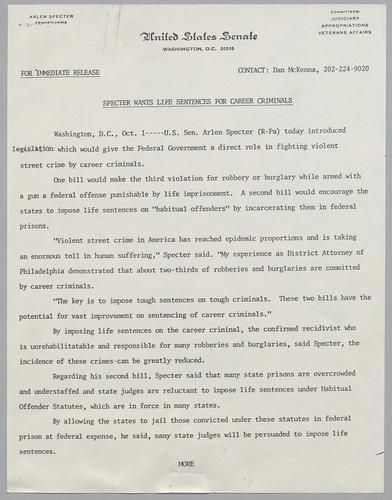 ARLEN SPECTER
PENNSYLVANIA
COMMITTEES:
JUDICIARY
APPROPRIATIONS
VETERANS AFFAIRS
United States Senate
WASHINGTON, D.C. 20510
FOR IMMEDIATE RELEASE
CONTACT: Dan McKenna, 202-224-9020
SPECTER WANTS LIFE SENTENCES FOR CAREER CRIMINALS
Washington, D.C., Oct. 1-----U.S. Sen. Arlen Specter (R-Pa) today introduced
legislation which would give the Federal Government a direct role in fighting violent
street crime by career criminals.
One bill would make the third violation for robbery or burglary while armed with
a gun a federal offense punishable by life imprisonment. A second bill would encourage the
states to impose life sentences on "habitual offenders" by incarcerating them in federal
prisons.
"Violent street crime in America has reached epidemic proportions and is taking
an enormous toll in human suffering," Specter said. "My experience as District Attorney of
Philadelphia demonstrated that about two-thirds of robberies and burglaries are committed
by career criminals.
"The key is to impose tough sentences on tough criminals. These two bills have the
potential for vast improvement on sentencing of career criminals."
By imposing life sentences on the career criminal, the confirmed recidivist who
is unrehabilitatable and responsible for many robberies and burglaries, said Specter, the
incidence of these crimes can be greatly reduced.
Regarding his second bill, Specter said that many state prisons are overcrowded
and understaffed and state judges are reluctant to impose life sentences under Habitual
Offender Statutes, which are in force in many states.
By allowing the states to jail those convicted under these statutes in federal
prison at federal expense, he said, many state judges will be persuaded to impose life
sentences.
MORE